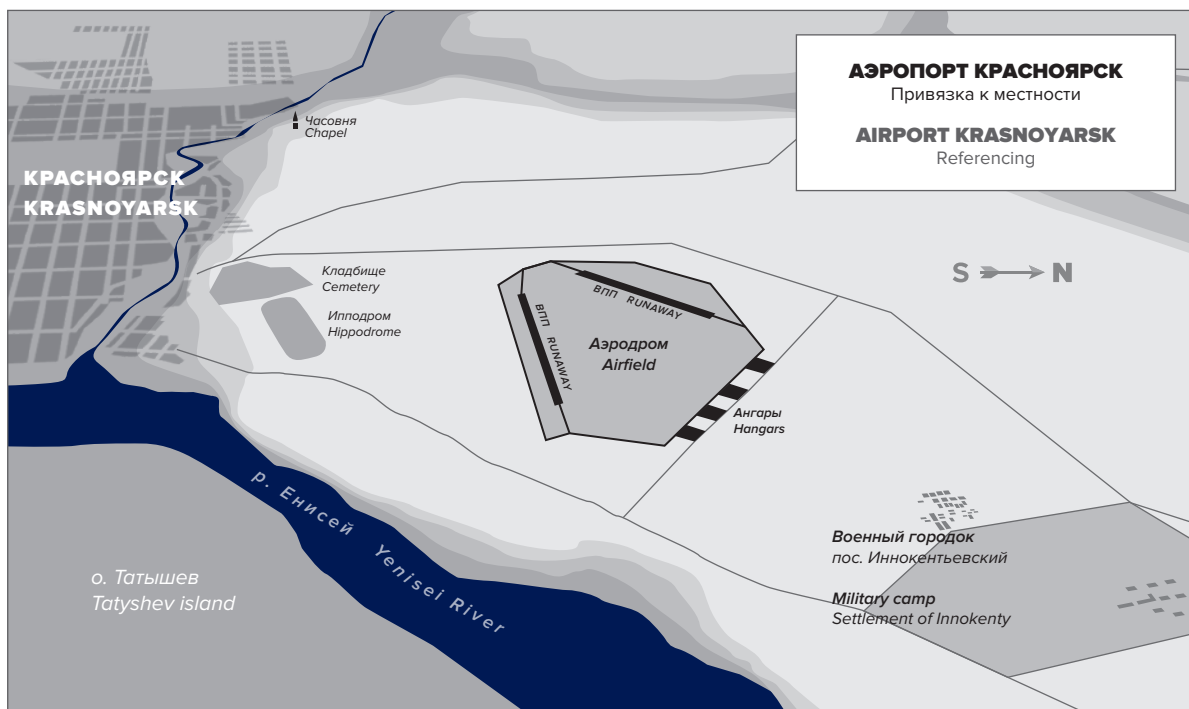 АЭРОПОРТ КРАСНОЯРСК
Привязка к местности
AIRPORT KRASNOYARSK
Referencing
Часовня
Chapel
КРАСНОЯРСК
KRASNOYARSK
Кладбище
Cemetery
Ипподром
Hippodrome
S N
ВПП RUNAWAY
ВПП RUNAWAY
Аэродром
Airfield
Ангары
Hangars
р. Енисей Yenisei River
о. Татышев
Tatyshev island
Военный городок
пос. Иннокентьевский
Military camp
Settlement of Innokenty